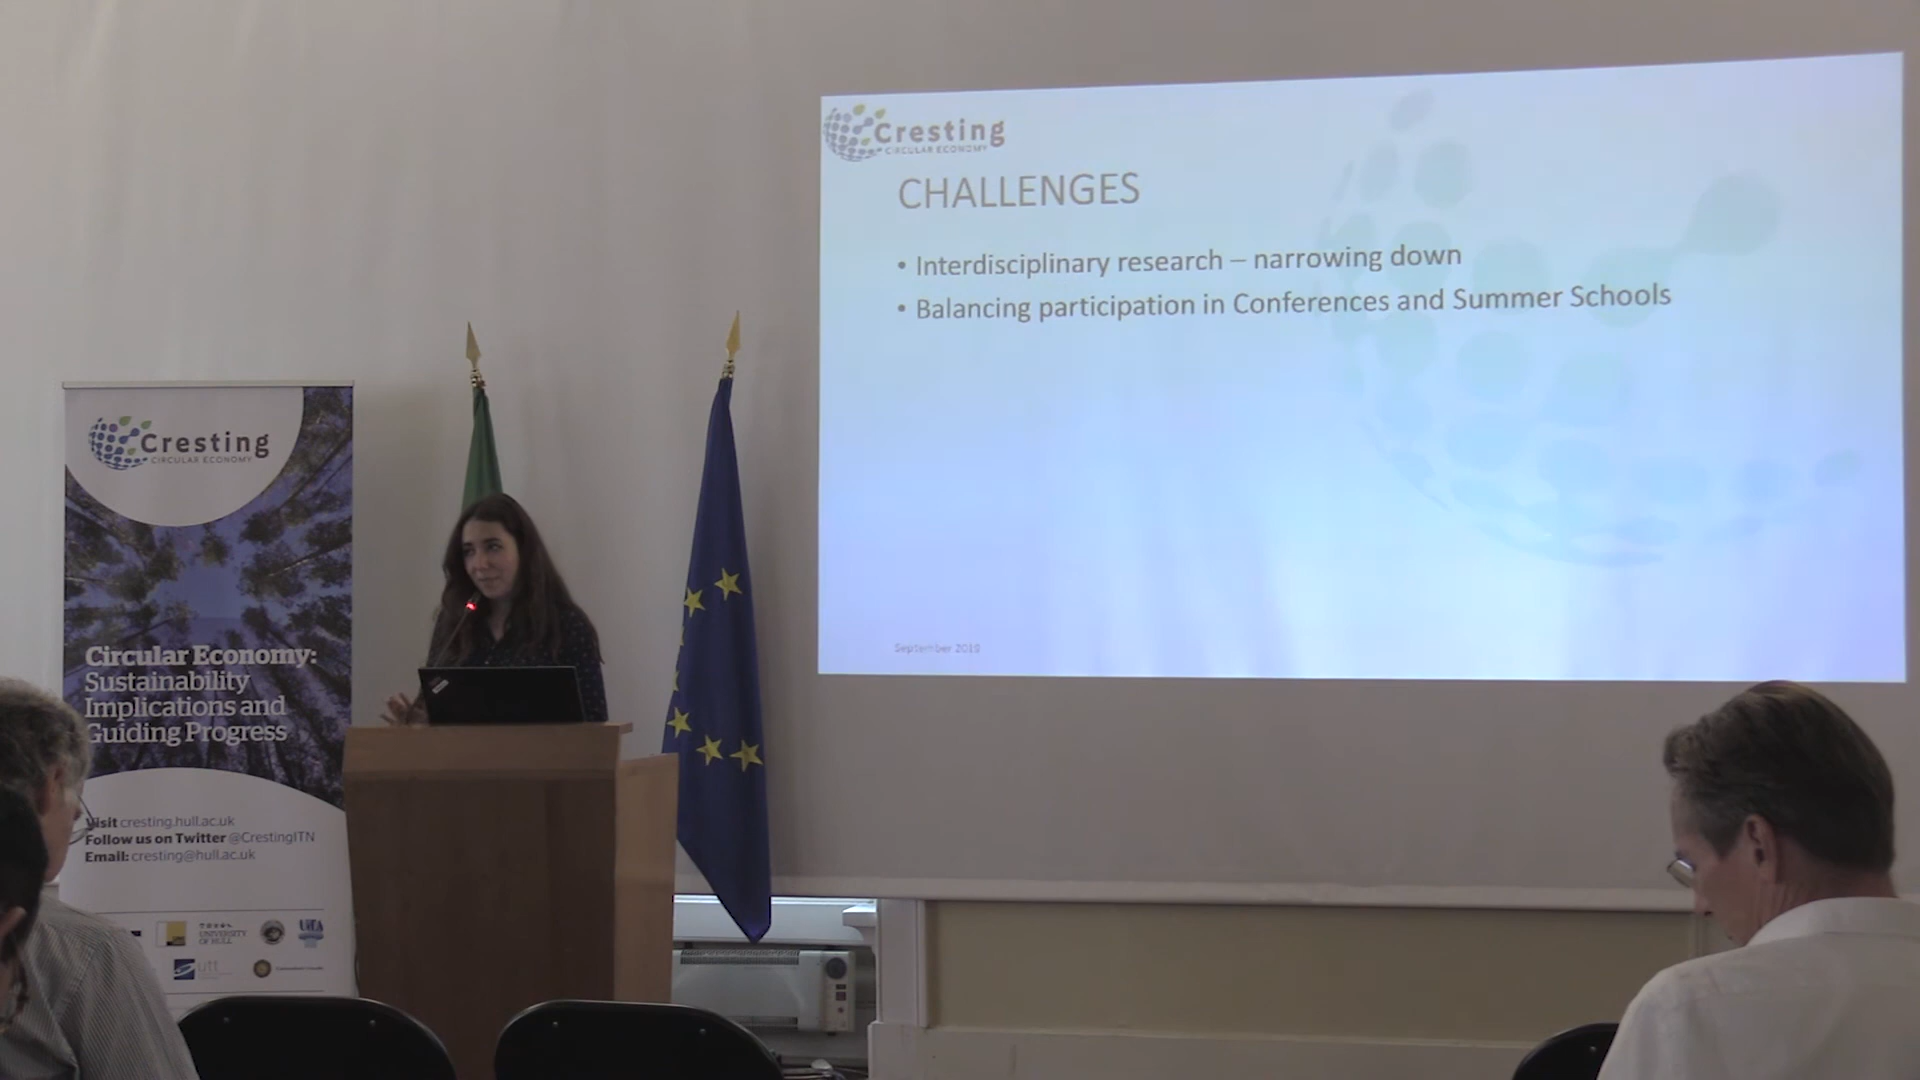 Cresting
CIRCULAR ECONOMY
CHALLENGES
• Interdisciplinary research – narrowing down
• Balancing participation in Conferences and Summer Schools
September 2019
Cresting
CIRCULAR ECONOMY
Circular Economy:
Sustainability
Implications and
Guiding Progress
Visit cresting.hull.ac.uk
Follow us on Twitter @CrestingITN
Email: cresting@hull.ac.uk
UNIVERSITY
OF HULL
utt